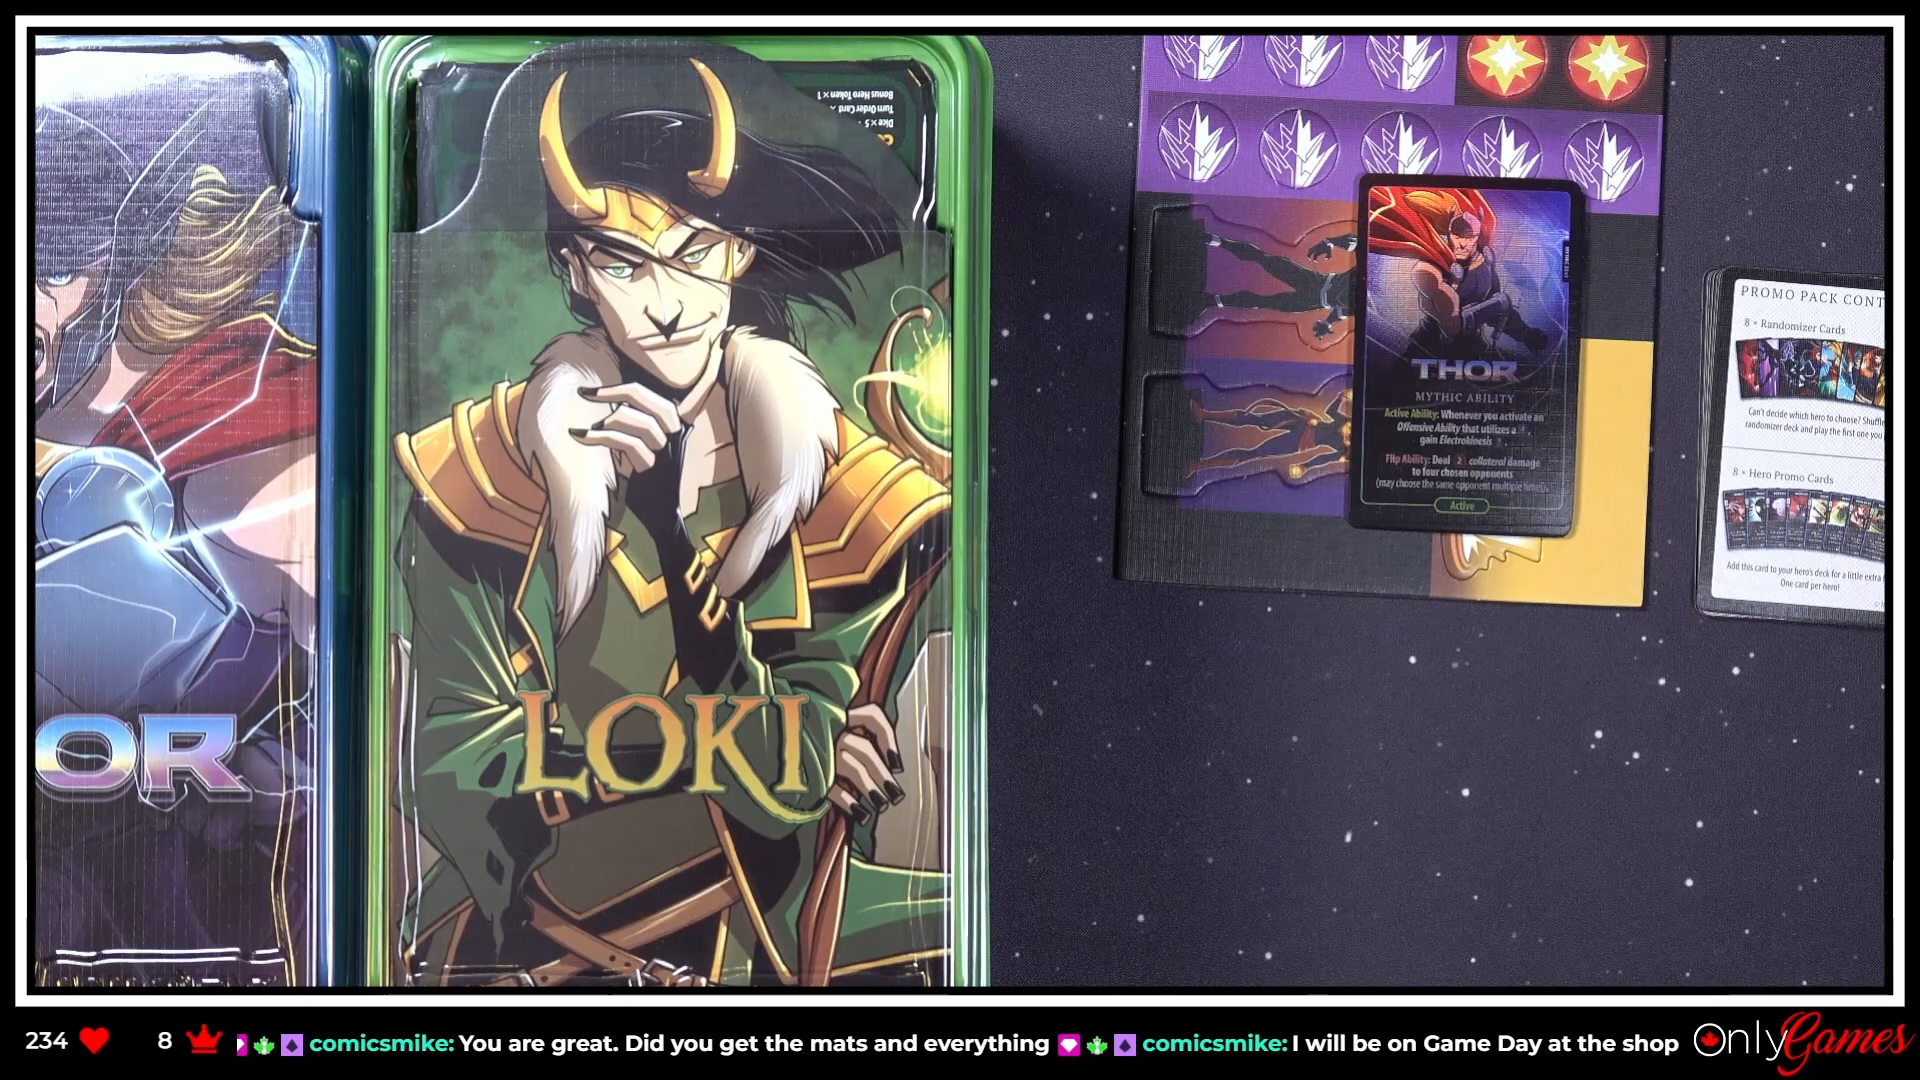 Bonus Hero Token × 1
Turn Order Card ×
Dice × 5
OR
LOKI
THOR
MYTHIC ABILITY
Active Ability: Whenever you activate an
Offensive Ability that utilizes a
gain Electrokinesis
Flip Ability: Deal 2 collateral damage
to four chosen opponents
(may choose the same opponent multiple times).
Active
PROMO PACK CONT
8 × Randomizer Cards
Can't decide which hero to choose? Shuffle
randomizer deck and play the first one you
8 × Hero Promo Cards
Add this card to your hero's deck for a little extra
One card per hero!
234
8
comicsmike: You are great. Did you get the mats and everything
comicsmike: I will be on Game Day at the shop
OnlyGames